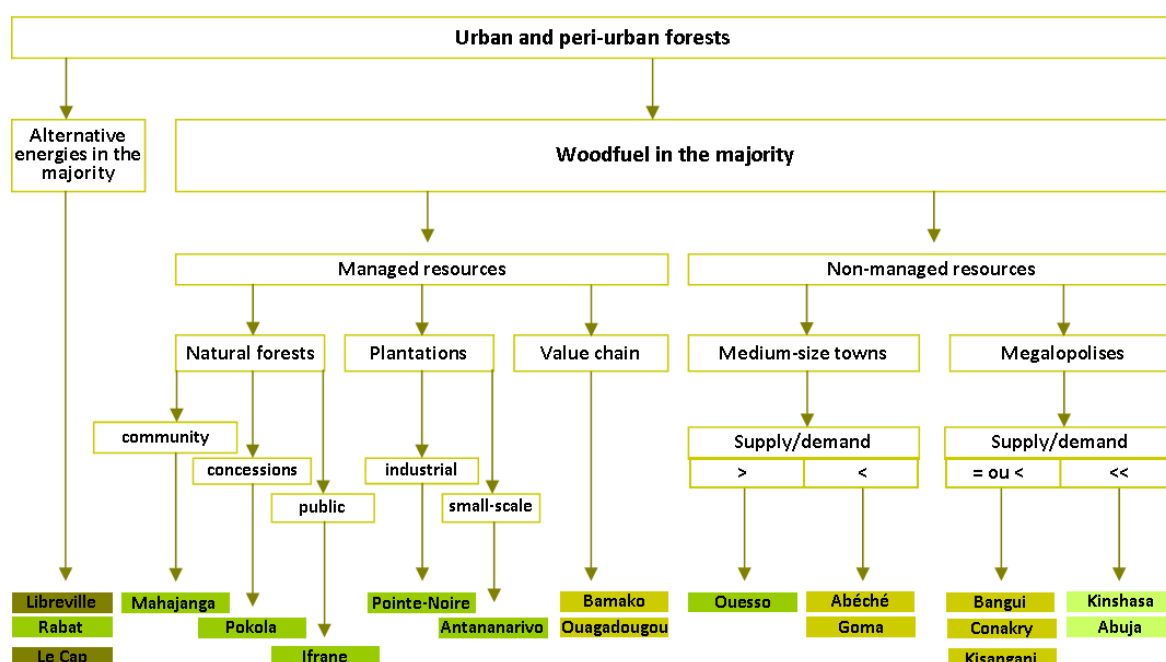 Urban and peri-urban forests
Alternative
energies in the
majority
Woodfuel in the majority
Managed resources
Non-managed resources
Natural forests
Plantations
Value chain
Medium-size towns
Megalopolises
community
concessions
public
industrial
small-scale
Supply/demand
Supply/demand
>
<
= ou <
<<
Libreville
Mahajanga
Pointe-Noire
Bamako
Ouesso
Abéché
Bangui
Kinshasa
Rabat
Pokola
Antananarivo
Ouagadougou
Goma
Conakry
Abuja
Le Cap
Ifrane
Kisangani